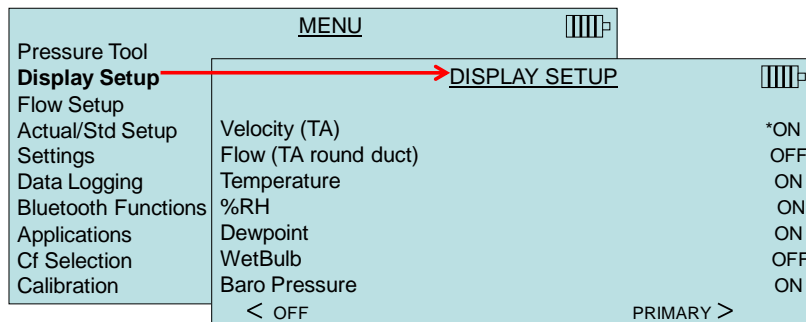 MENU
Pressure Tool
Display Setup
Flow Setup
Actual/Std Setup
Settings
Data Logging
Bluetooth Functions
Applications
Cf Selection
Calibration
DISPLAY SETUP
Velocity (TA) *ON
Flow (TA round duct) OFF
Temperature ON
%RH ON
Dewpoint ON
WetBulb OFF
Baro Pressure ON
< OFF PRIMARY >